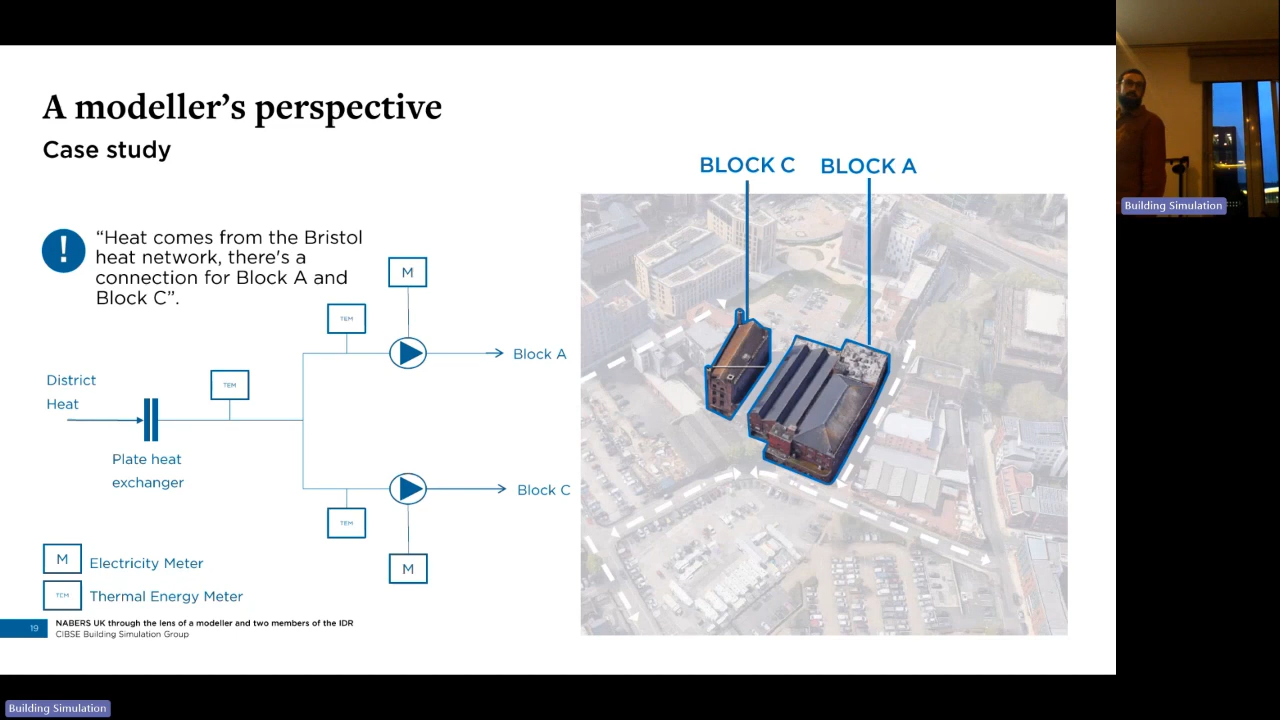 A modeller's perspective
Case study
BLOCK C
BLOCK A
“Heat comes from the Bristol
heat network, there's a
connection for Block A and
Block C”.
!
M
TEM
Block A
District
Heat
TEM
Plate heat
exchanger
Block C
TEM
M
M
Electricity Meter
TEM
Thermal Energy Meter
19
NABERS UK through the lens of a modeller and two members of the IDR
CIBSE Building Simulation Group
Building Simulation
Building Simulation